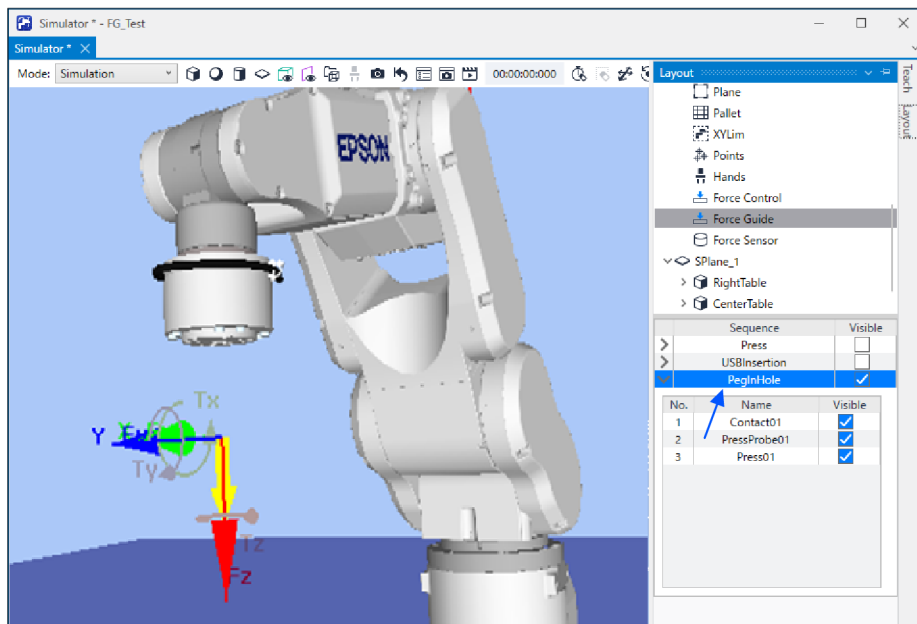 Simulator * - FG_Test
Simulator *
Mode: Simulation
00:00:00:000
Layout
Teach
Layout
Plane
Pallet
XYLim
Points
Hands
Force Control
Force Guide
Force Sensor
SPlane_1
RightTable
CenterTable
EPSON
Sequence Visible
Press
USBInsertion
PegInHole
No. Name Visible
1 Contact01
2 PressProbe01
3 Press01
Tx
Y
Ty
Tz
Fz